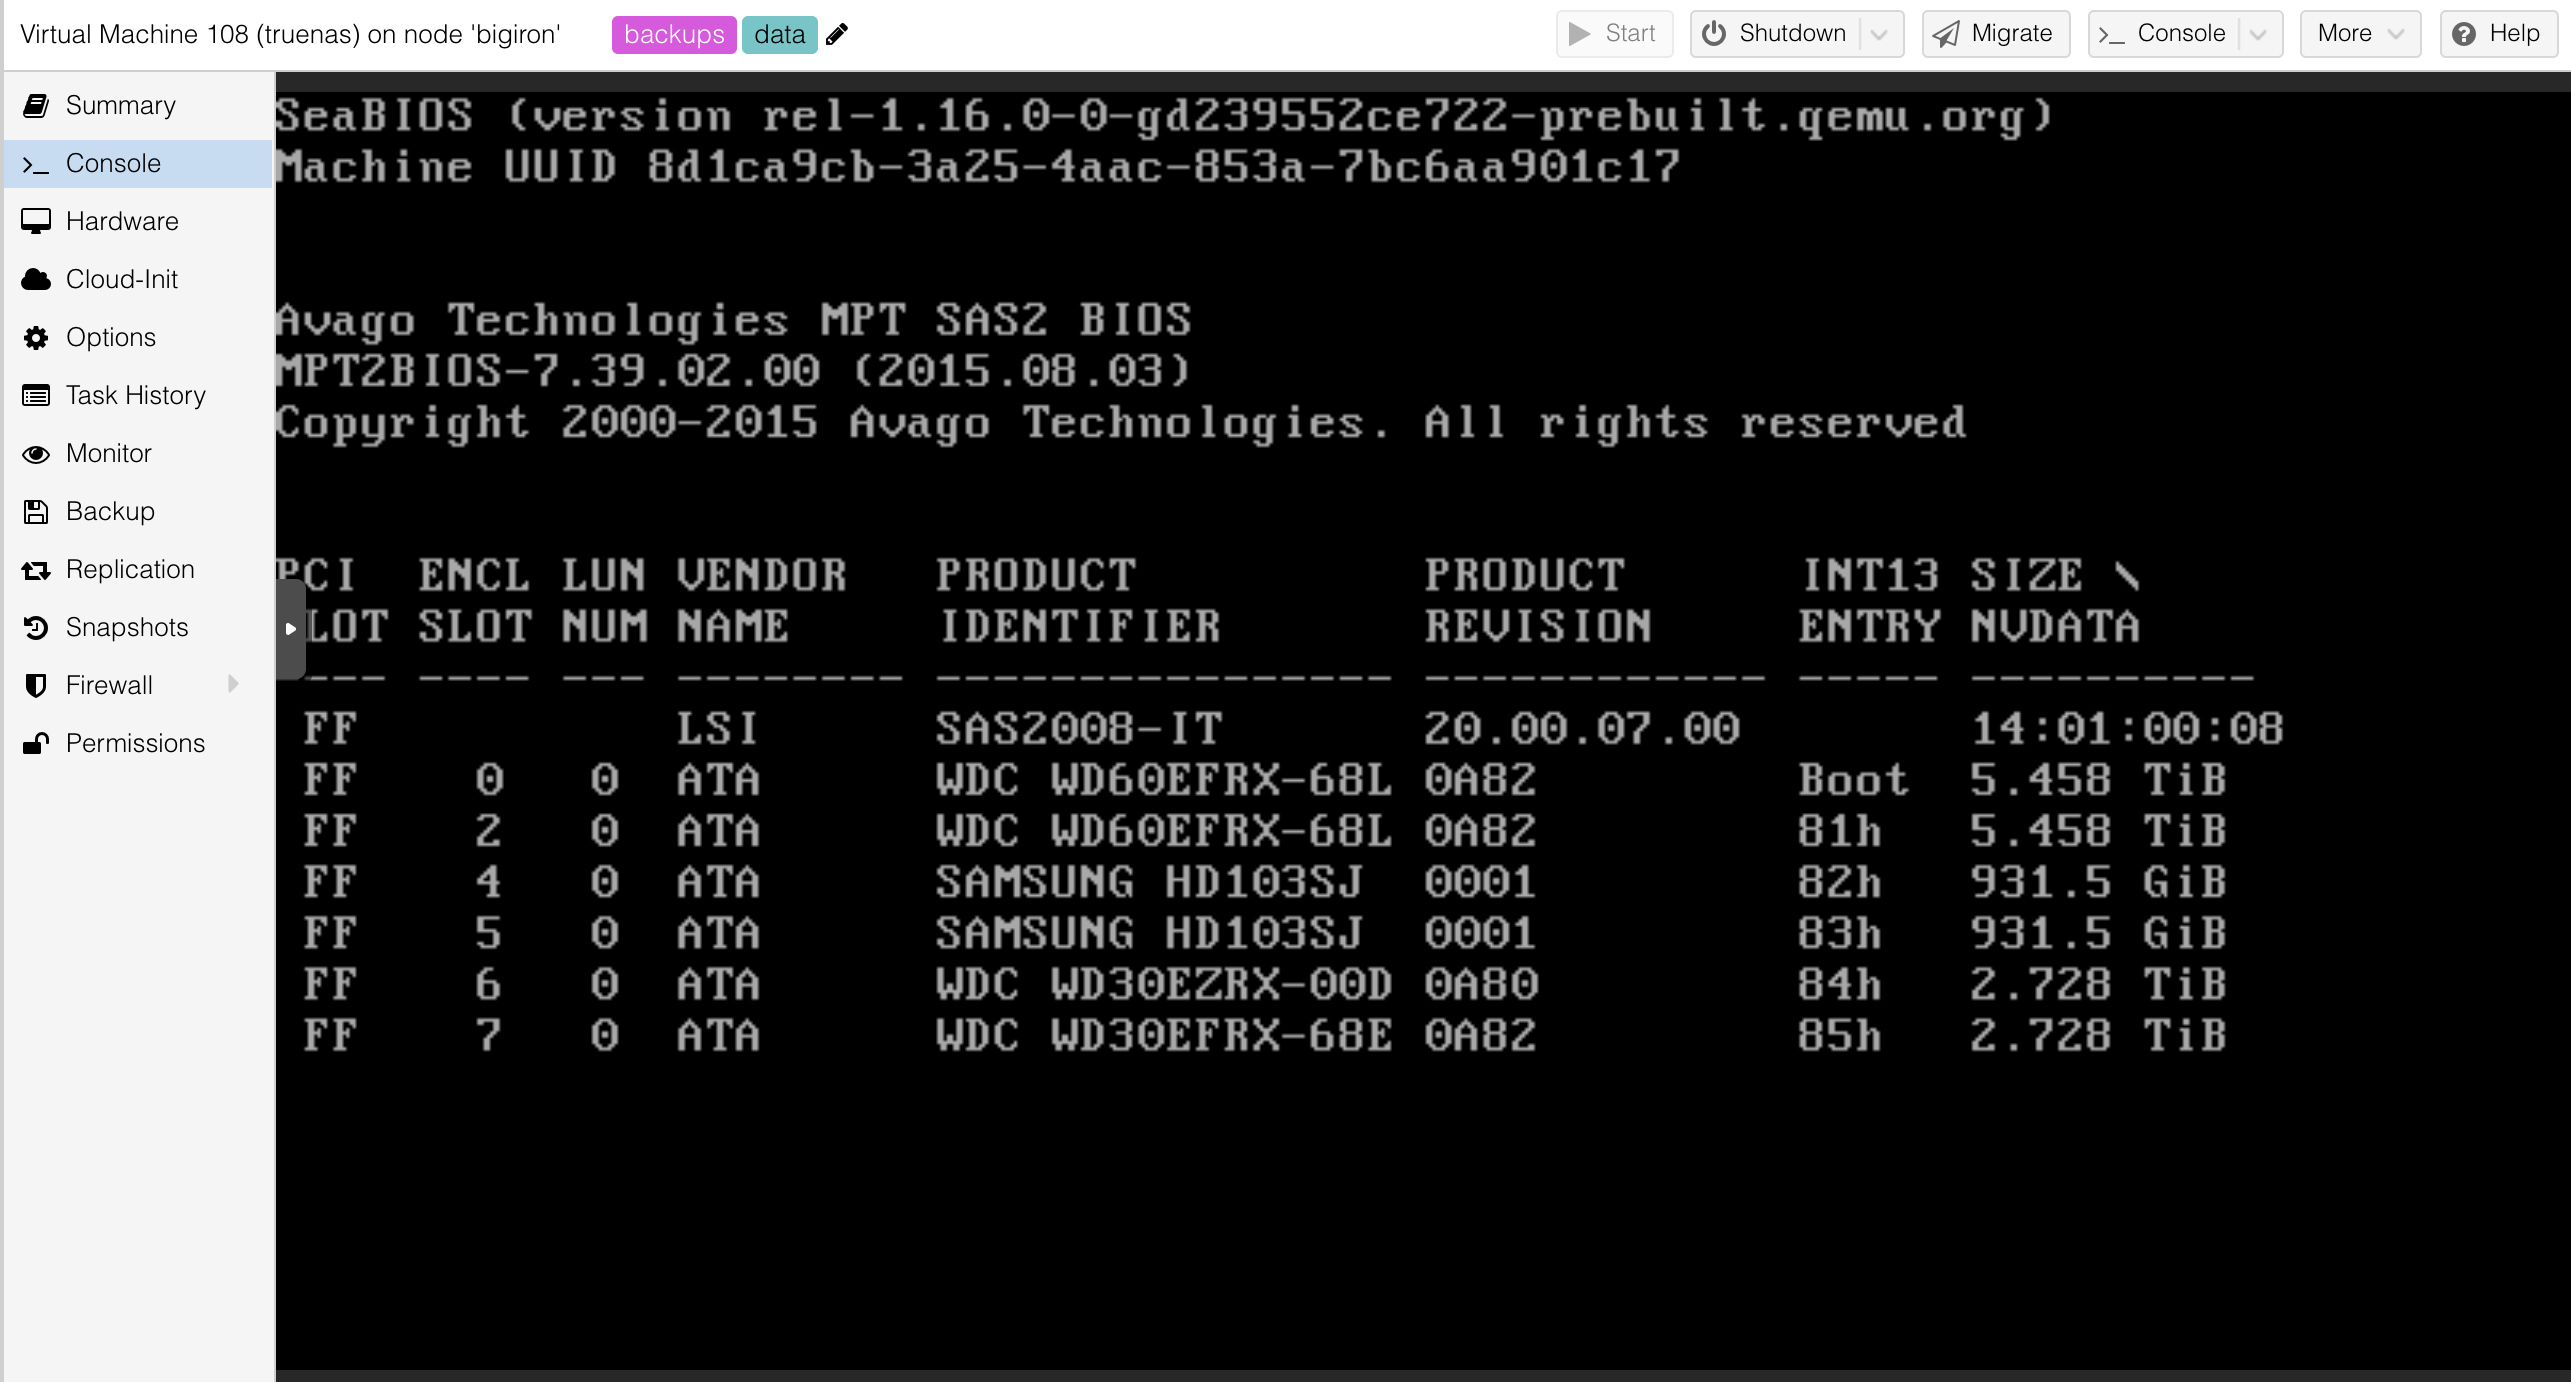 Virtual Machine 108 (truenas) on node 'bigiron' backups data Start Shutdown Migrate Console More Help
Summary
Console
Hardware
Cloud-Init
Options
Task History
Monitor
Backup
Replication
Snapshots
Firewall
Permissions
SeaBIOS (version rel-1.16.0-0-gd239552ce722-prebuilt.qemu.org)
Machine UUID 8d1ca9cb-3a25-4aac-853a-7bc6aa901c17
Avago Technologies MPT SAS2 BIOS
MPT2BIOS-7.39.02.00 (2015.08.03)
Copyright 2000-2015 Avago Technologies. All rights reserved
PCI ENCL LUN VENDOR PRODUCT PRODUCT INT13 SIZE \
LOT SLOT NUM NAME IDENTIFIER REVISION ENTRY NVDATA
--- ---- --- -------- ---------------- ------------ ----- ----------
FF LSI SAS2008-IT 20.00.07.00 14:01:00:08
FF 0 0 ATA WDC WD60EFRX-68L 0A82 Boot 5.458 TiB
FF 2 0 ATA WDC WD60EFRX-68L 0A82 81h 5.458 TiB
FF 4 0 ATA SAMSUNG HD103SJ 0001 82h 931.5 GiB
FF 5 0 ATA SAMSUNG HD103SJ 0001 83h 931.5 GiB
FF 6 0 ATA WDC WD30EZRX-00D 0A80 84h 2.728 TiB
FF 7 0 ATA WDC WD30EFRX-68E 0A82 85h 2.728 TiB